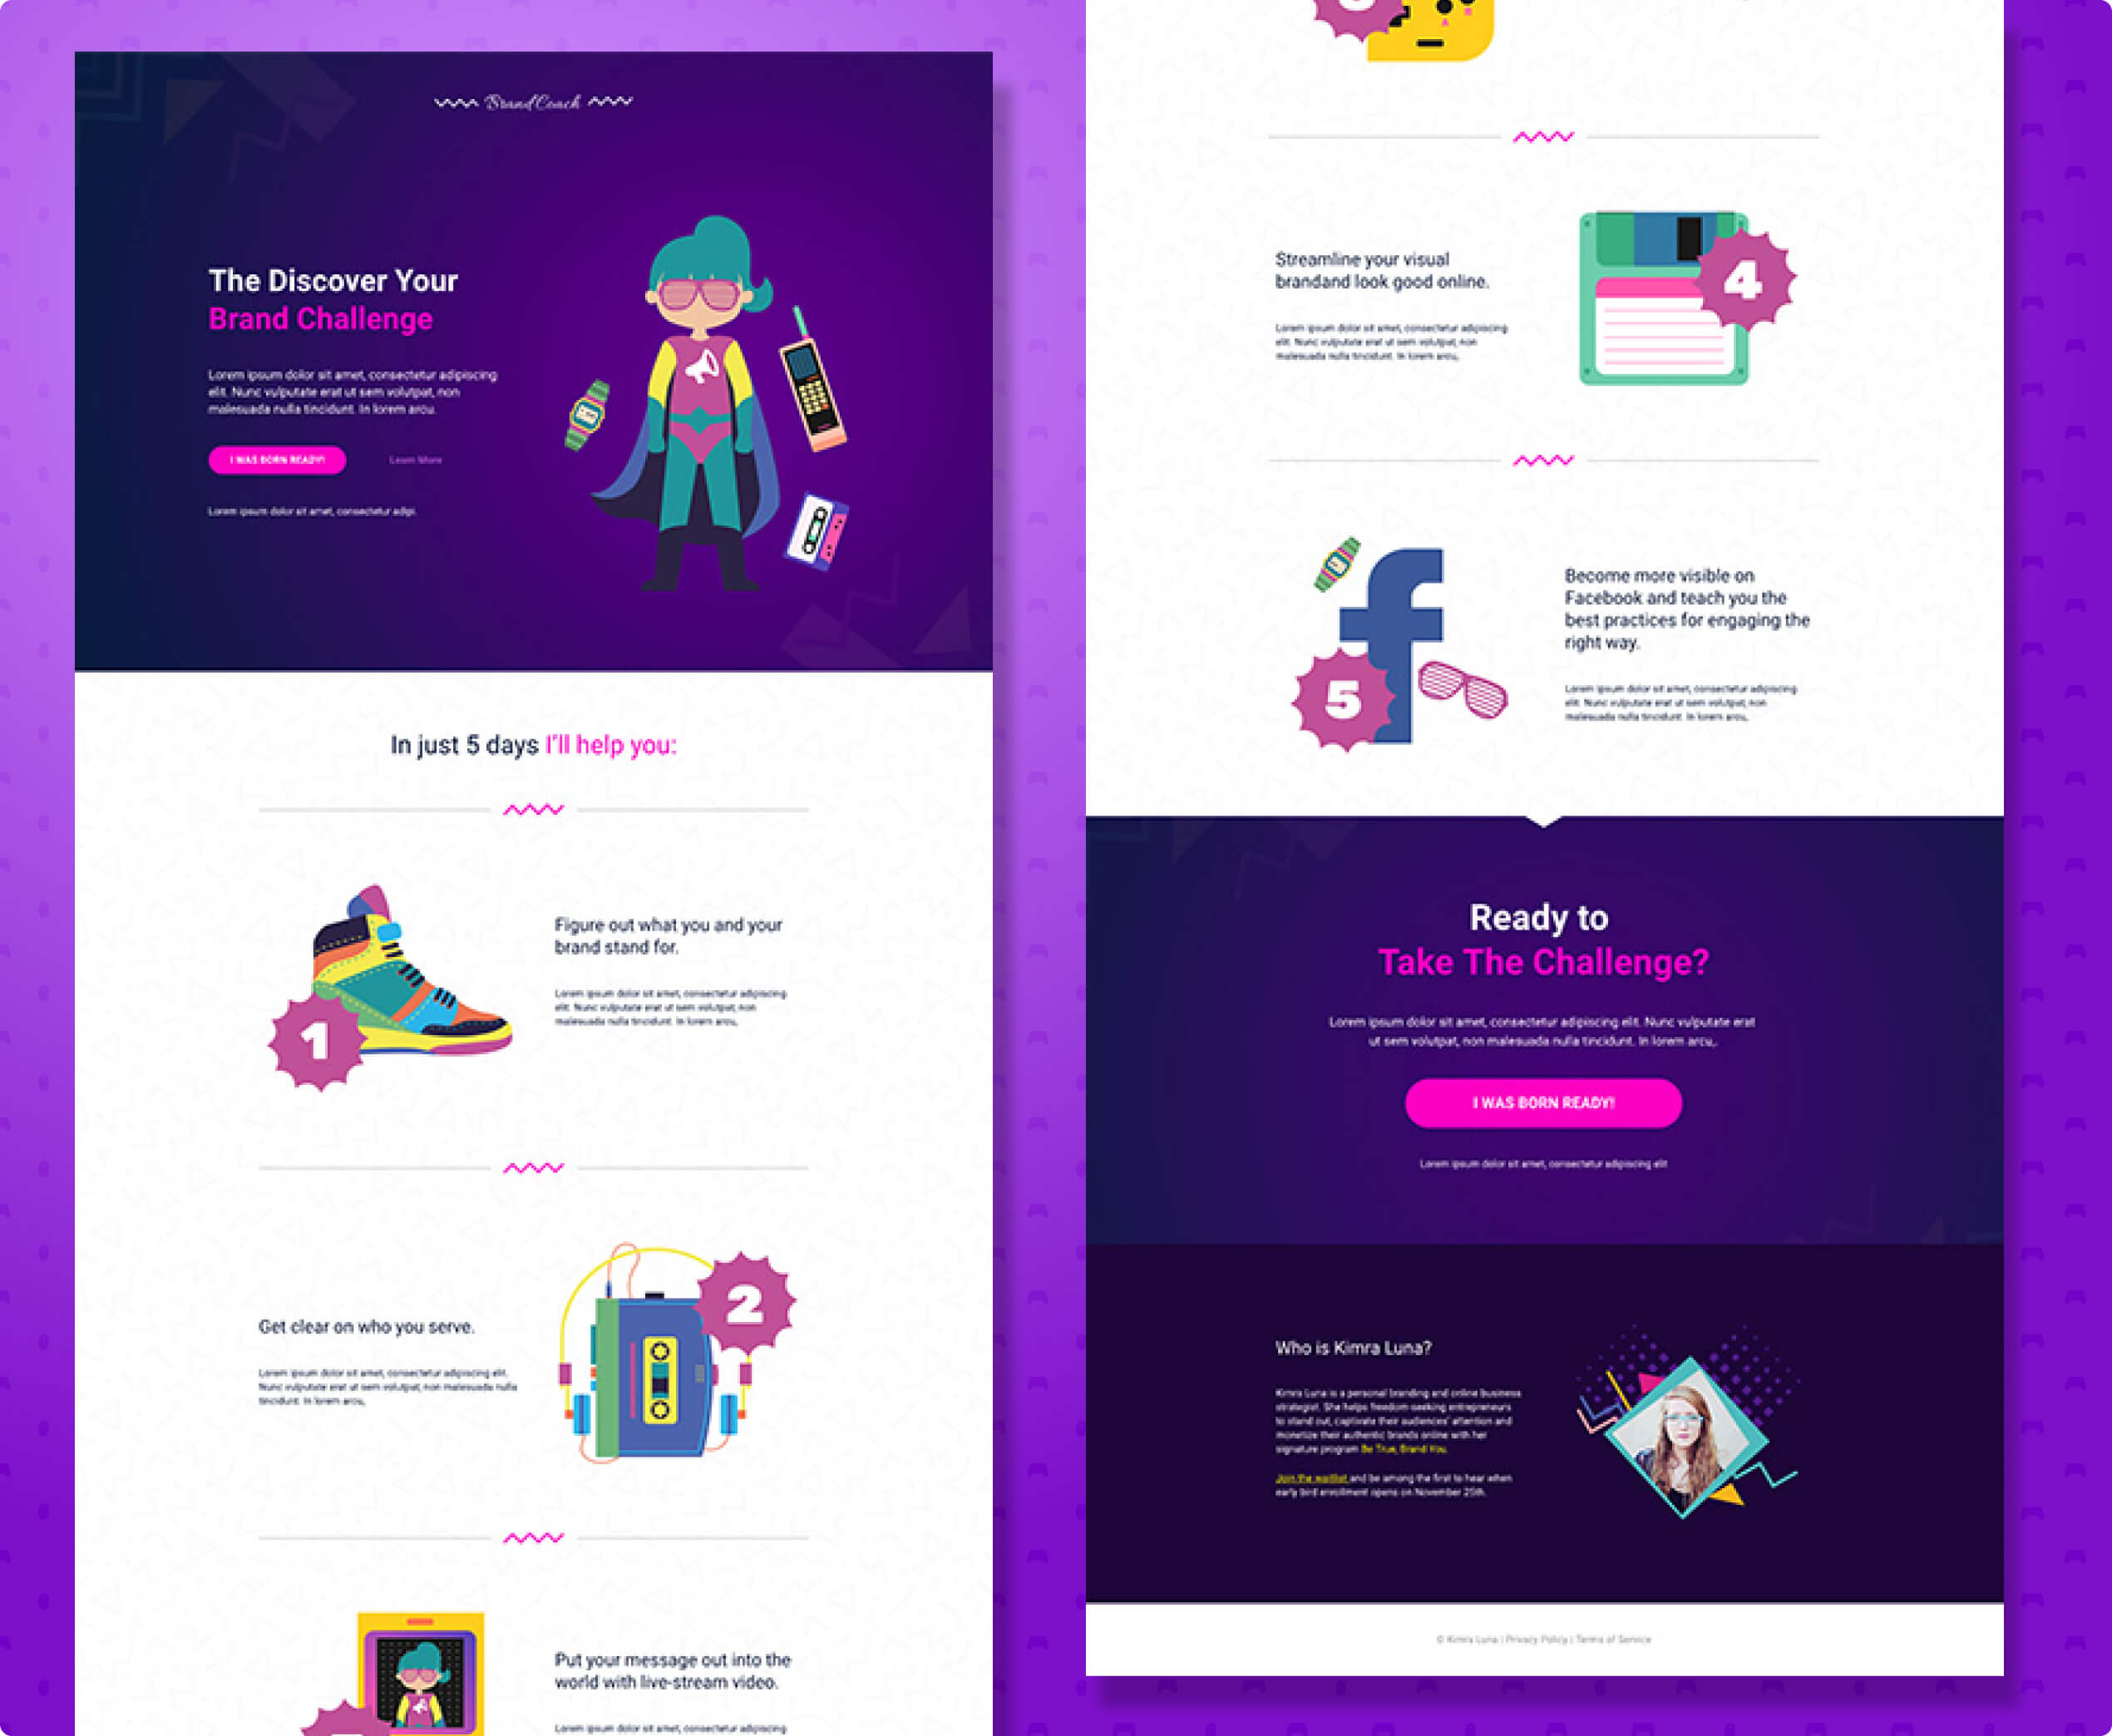 BrandCoach
The Discover Your
Brand Challenge
Lorem ipsum dolor sit amet, consectetur adipiscing
elit. Nunc vulputate erat ut sem volutpat, non
malesuada nulla tincidunt. In lorem arcu.
I WAS BORN READY!
Learn More
Lorem ipsum dolor sit amet, consectetur adipi.
In just 5 days I'll help you:
1
Figure out what you and your
brand stand for.
Lorem ipsum dolor sit amet, consectetur adipiscing
elit. Nunc vulputate erat ut sem volutpat, non
malesuada nulla tincidunt. In lorem arcu,
2
Get clear on who you serve.
Lorem ipsum dolor sit amet, consectetur adipiscing elit.
Nunc vulputate erat ut sem volutpat, non malesuada nulla
tincidunt. In lorem arcu,
Put your message out into the
world with live-stream video.
Lorem ipsum dolor sit amet, consectetur adipiscing
Streamline your visual
brandand look good online.
Lorem ipsum dolor sit amet, consectetur adipiscing
elit. Nunc vulputate erat ut sem volutpat, non
malesuada nulla tincidunt. In lorem arcu,
4
f
5
Become more visible on
Facebook and teach you the
best practices for engaging the
right way.
Lorem ipsum dolor sit amet, consectetur adipiscing
elit. Nunc vulputate erat ut sem volutpat, non
malesuada nulla tincidunt. In lorem arcu,
Ready to
Take The Challenge?
Lorem ipsum dolor sit amet, consectetur adipiscing elit. Nunc vulputate erat
ut sem volutpat, non malesuada nulla tincidunt. In lorem arcu,.
I WAS BORN READY!
Lorem ipsum dolor sit amet, consectetur adipiscing elit
Who is Kimra Luna?
Kimra Luna is a personal branding and online business
strategist. She helps freedom seeking entrepreneurs
to stand out, captivate their audiences' attention and
monetize their authentic brands online with her
signature program Be True, Brand You.
Join the waitlist and be among the first to hear when
early bird enrollment opens on November 25th.
© Kimra Luna | Privacy Policy | Terms of Service